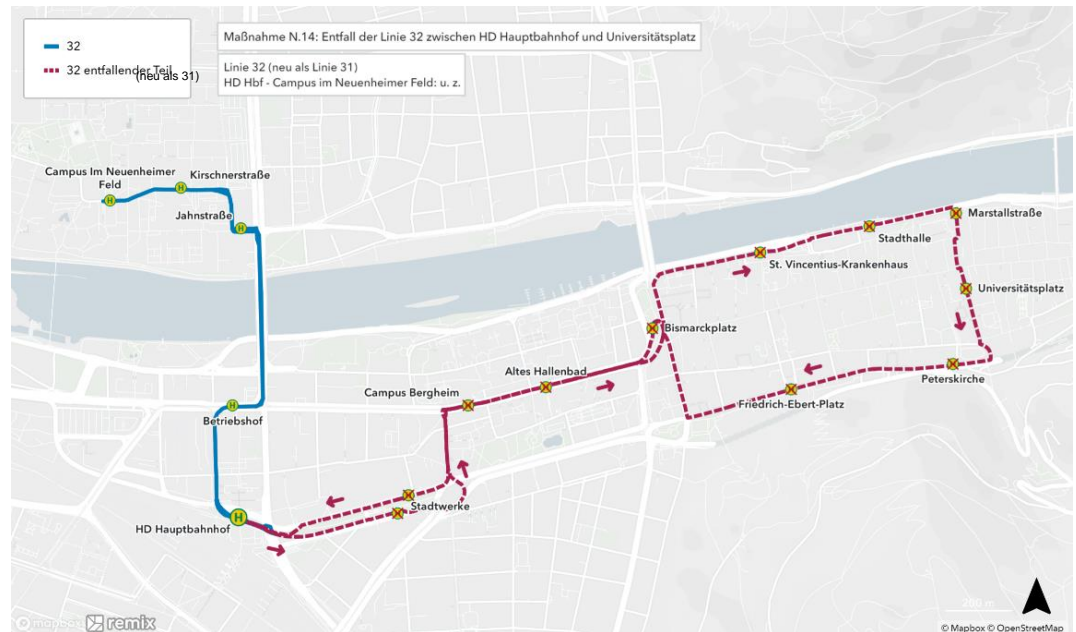 32
32 entfallender Teil
(neu als 31)
Maßnahme N.14: Entfall der Linie 32 zwischen HD Hauptbahnhof und Universitätsplatz
Linie 32 (neu als Linie 31)
HD Hbf - Campus im Neuenheimer Feld: u. z.
Campus Im Neuenheimer
Feld
Kirschnerstraße
Jahnstraße
Marstallstraße
Stadthalle
St. Vincentius-Krankenhaus
Universitätsplatz
Bismarckplatz
Altes Hallenbad
Peterskirche
Campus Bergheim
Friedrich-Ebert-Platz
Betriebshof
Stadtwerke
HD Hauptbahnhof
H
H
H
H
H
200 m
mapbox remix
© Mapbox © OpenStreetMap